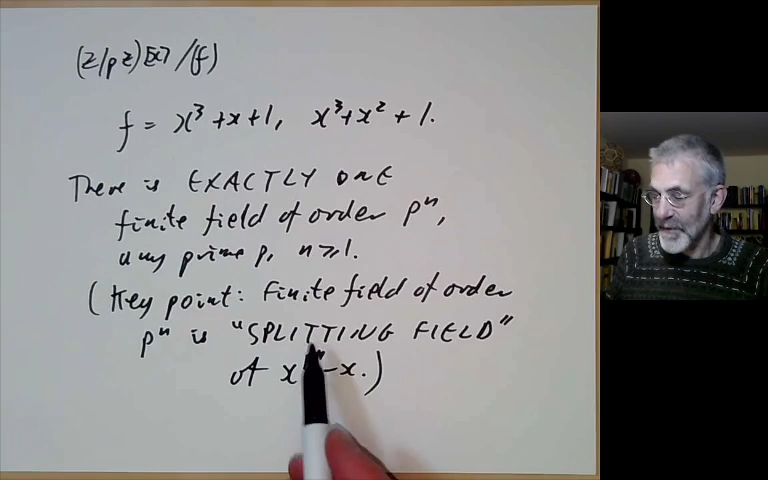 (Z/pZ)[x]/(f)
f = x³+x+1, x³+x²+1.
There is EXACTLY ONE
finite field of order pⁿ,
any prime p, n⩾1.
(Key point: Finite field of order
pⁿ is "SPLITTING FIELD"
of x -x.)